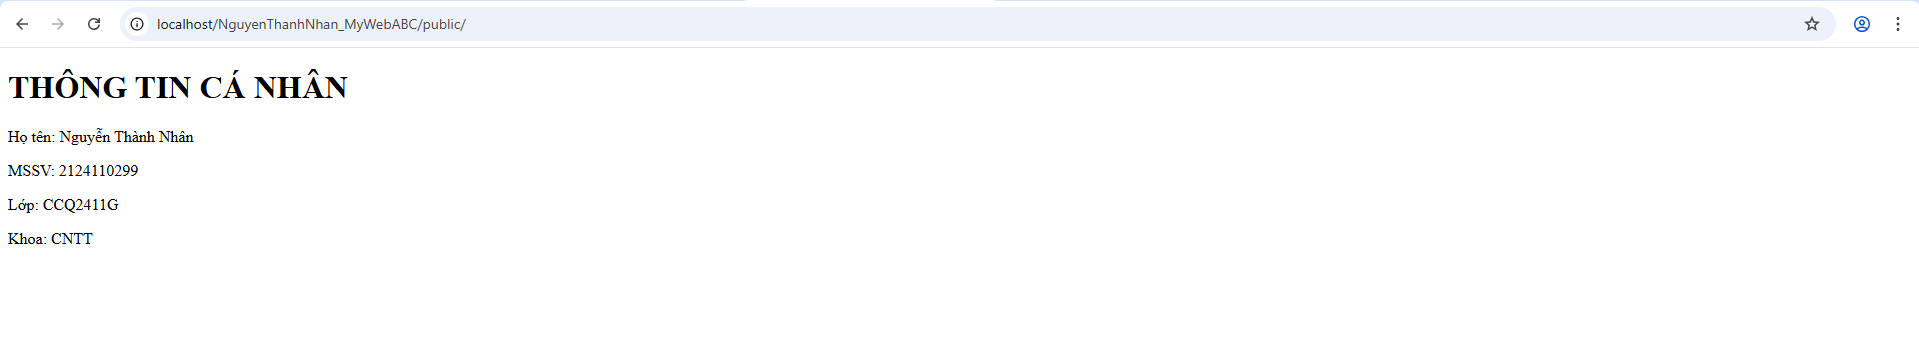 localhost/NguyenThanhNhan_MyWebABC/public/
THÔNG TIN CÁ NHÂN
Họ tên: Nguyễn Thành Nhân
MSSV: 2124110299
Lớp: CCQ2411G
Khoa: CNTT